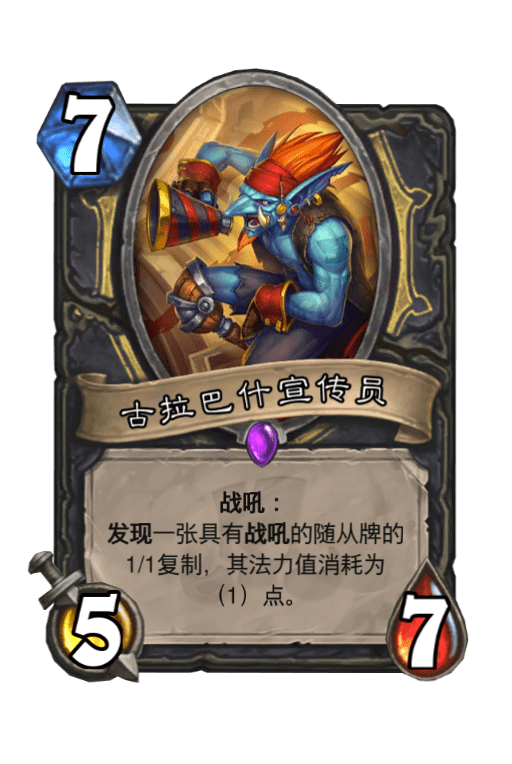 7
古拉巴什宣传员
战吼：
发现一张具有战吼的随从牌的
1/1复制，其法力值消耗为
（1）点。
5
7